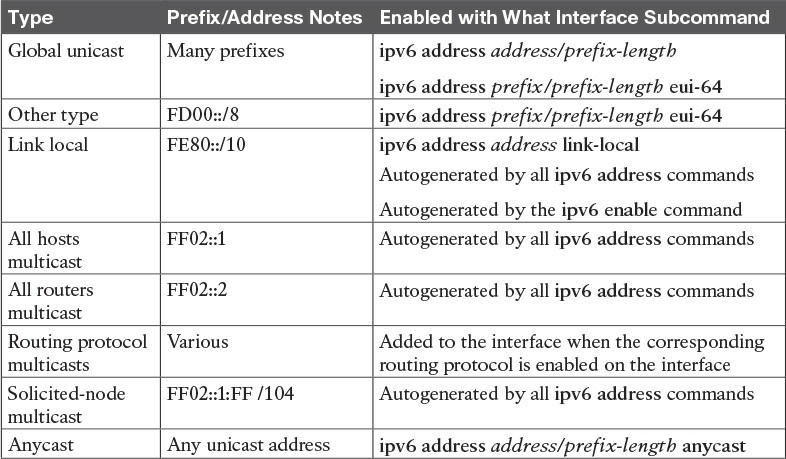 Type Prefix/Address Notes Enabled with What Interface Subcommand
Global unicast Many prefixes ipv6 address address/prefix-length
ipv6 address prefix/prefix-length eui-64
Other type FD00::/8 ipv6 address prefix/prefix-length eui-64
Link local FE80::/10 ipv6 address address link-local
Autogenerated by all ipv6 address commands
Autogenerated by the ipv6 enable command
All hosts FF02::1 Autogenerated by all ipv6 address commands
multicast
All routers FF02::2 Autogenerated by all ipv6 address commands
multicast
Routing protocol Various Added to the interface when the corresponding
multicasts routing protocol is enabled on the interface
Solicited-node FF02::1:FF /104 Autogenerated by all ipv6 address commands
multicast
Anycast Any unicast address ipv6 address address/prefix-length anycast